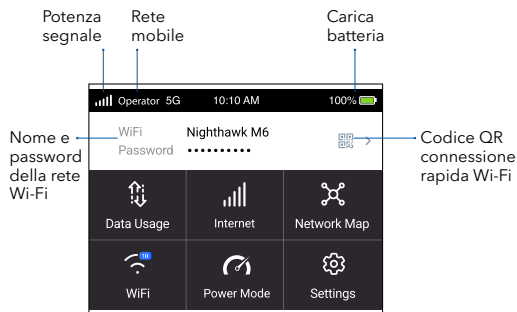 Potenza
segnale
Rete
mobile
Carica
batteria
Operator 5G 10:10 AM 100%
WiFi Nighthawk M6
Password ••••••••••
Nome e
password
della rete
Wi-Fi
Codice QR
connessione
rapida Wi-Fi
Data Usage Internet Network Map
10
WiFi Power Mode Settings